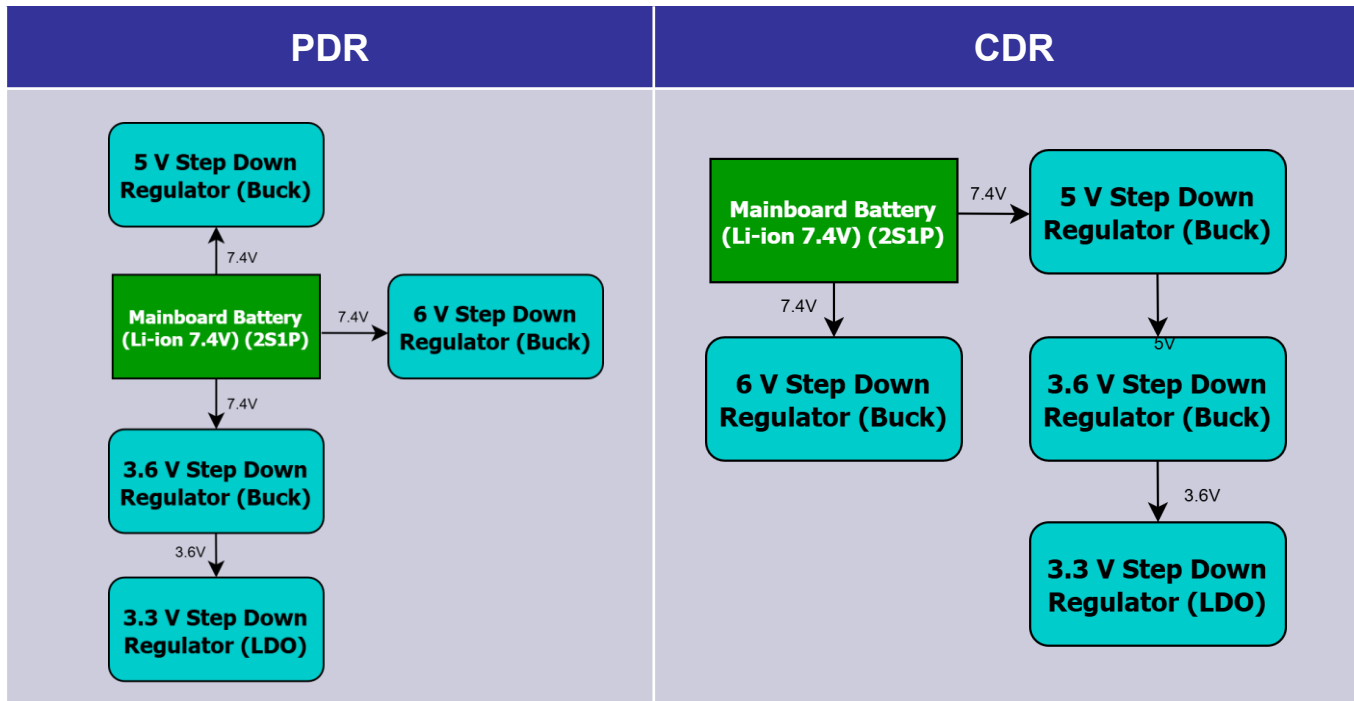 PDR
CDR
5 V Step Down
Regulator (Buck)
7.4V
Mainboard Battery
(Li-ion 7.4V) (2S1P)
7.4V
6 V Step Down
Regulator (Buck)
7.4V
3.6 V Step Down
Regulator (Buck)
3.6V
3.3 V Step Down
Regulator (LDO)
Mainboard Battery
(Li-ion 7.4V) (2S1P)
7.4V
5 V Step Down
Regulator (Buck)
7.4V
6 V Step Down
Regulator (Buck)
5V
3.6 V Step Down
Regulator (Buck)
3.6V
3.3 V Step Down
Regulator (LDO)